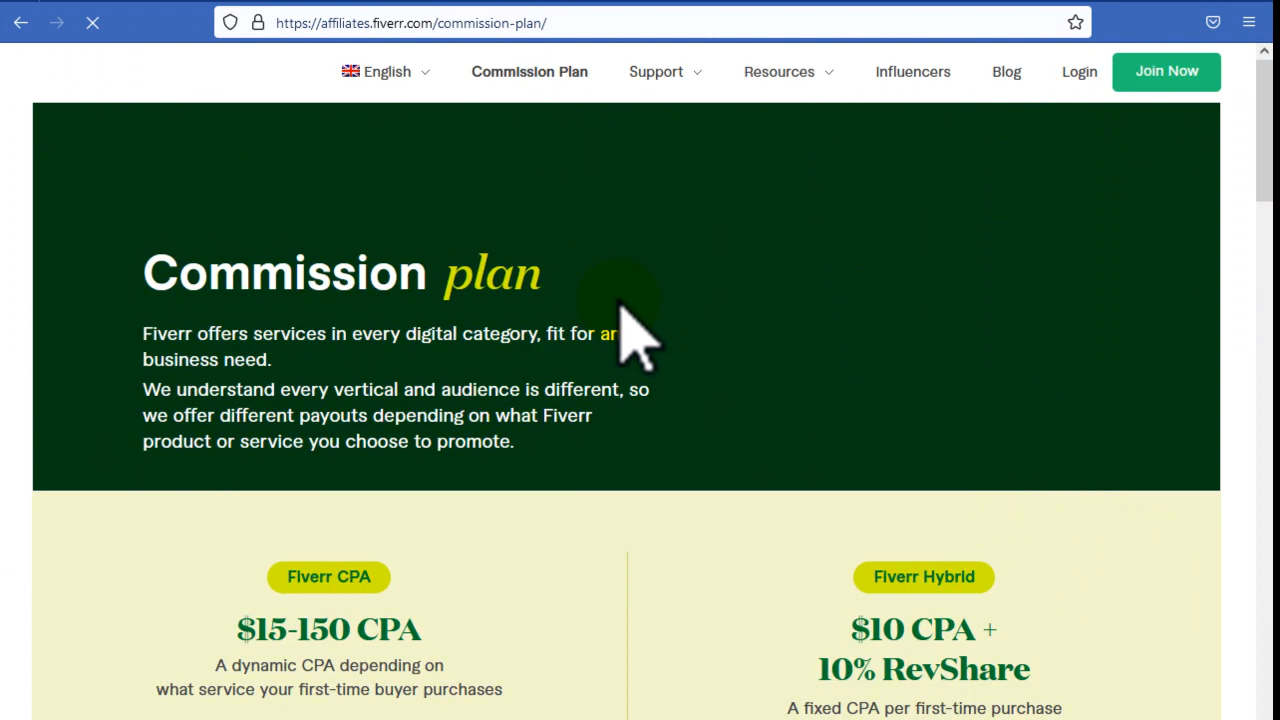 https://affiliates.fiverr.com/commission-plan/
English Commission Plan Support Resources Influencers Blog Login Join Now
Commission plan
Fiverr offers services in every digital category, fit for
business need.
We understand every vertical and audience is different, so
we offer different payouts depending on what Fiverr
product or service you choose to promote.
Fiverr CPA
$15-150 CPA
A dynamic CPA depending on
what service your first-time buyer purchases
Fiverr Hybrid
$10 CPA +
10% RevShare
A fixed CPA per first-time purchase